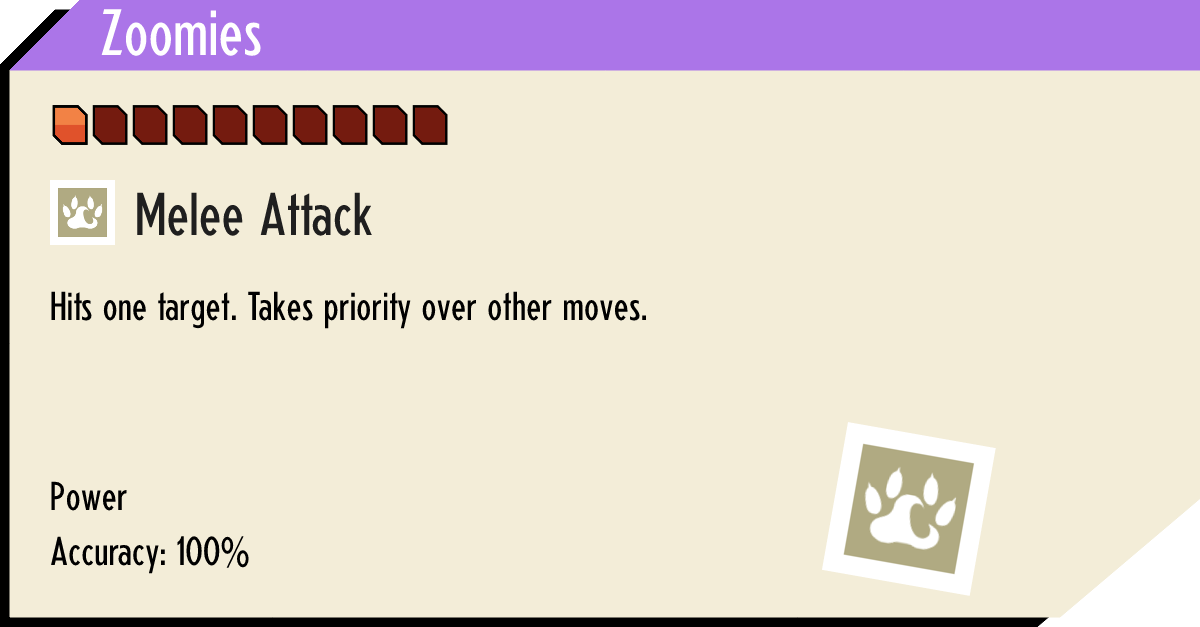 Zoomies
Melee Attack
Hits one target. Takes priority over other moves.
Power
Accuracy: 100%